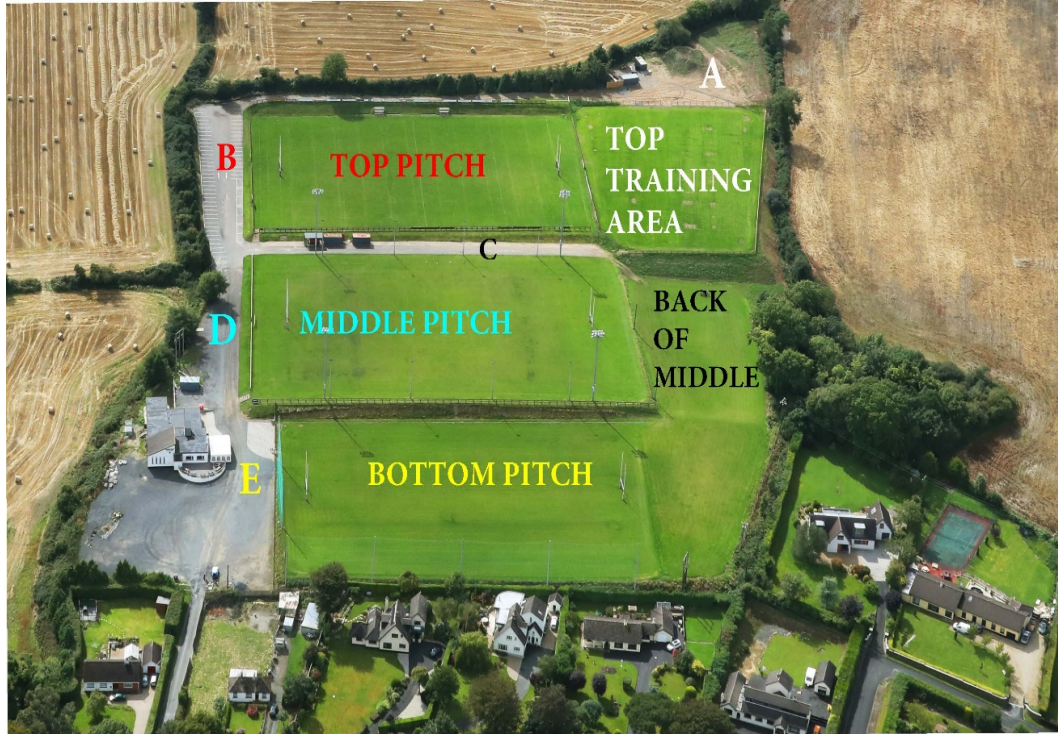 A
B
TOP PITCH
TOP
TRAINING
AREA
C
D
MIDDLE PITCH
BACK
OF
MIDDLE
E
BOTTOM PITCH